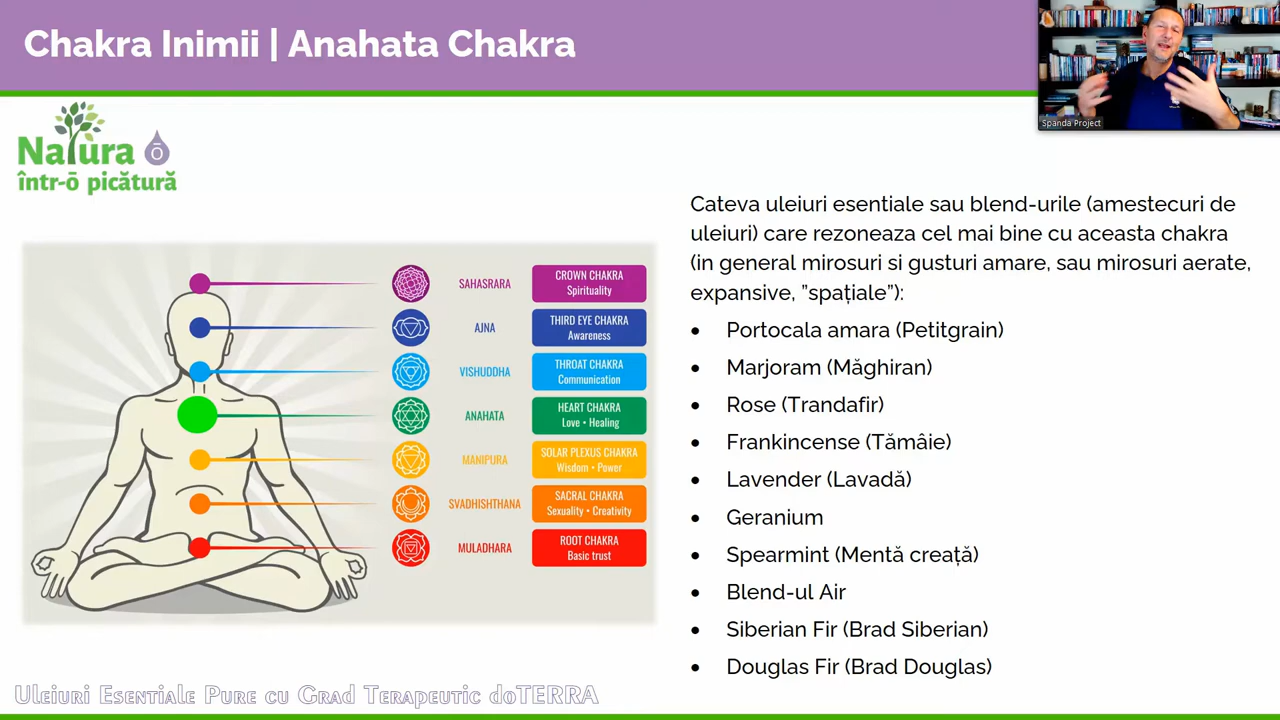 Chakra Inimii | Anahata Chakra
Spanda Project
Natura ō
într-ō picătură
Cateva uleiuri esentiale sau blend-urile (amestecuri de
uleiuri) care rezoneaza cel mai bine cu aceasta chakra
(in general mirosuri si gusturi amare, sau mirosuri aerate,
expansive, ”spațiale”):
• Portocala amara (Petitgrain)
• Marjoram (Măghiran)
• Rose (Trandafir)
• Frankincense (Tămâie)
• Lavender (Lavadă)
• Geranium
• Spearmint (Mentă creață)
• Blend-ul Air
• Siberian Fir (Brad Siberian)
• Douglas Fir (Brad Douglas)
SAHASRARA
CROWN CHAKRA
Spirituality
AJNA
THIRD EYE CHAKRA
Awareness
VISHUDDHA
THROAT CHAKRA
Communication
ANAHATA
HEART CHAKRA
Love • Healing
MANIPURA
SOLAR PLEXUS CHAKRA
Wisdom • Power
SVADHISHTHANA
SACRAL CHAKRA
Sexuality • Creativity
MULADHARA
ROOT CHAKRA
Basic trust
Uleiuri Esentiale Pure cu Grad Terapeutic doTERRA